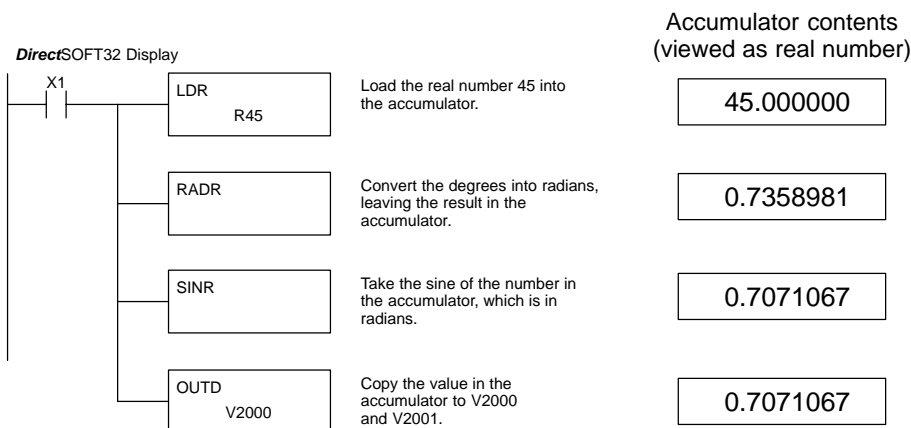 Accumulator contents
(viewed as real number)
DirectSOFT32 Display
X1
LDR
R45
Load the real number 45 into
the accumulator.
45.000000
RADR
Convert the degrees into radians,
leaving the result in the
accumulator.
0.7358981
SINR
Take the sine of the number in
the accumulator, which is in
radians.
0.7071067
OUTD
V2000
Copy the value in the
accumulator to V2000
and V2001.
0.7071067